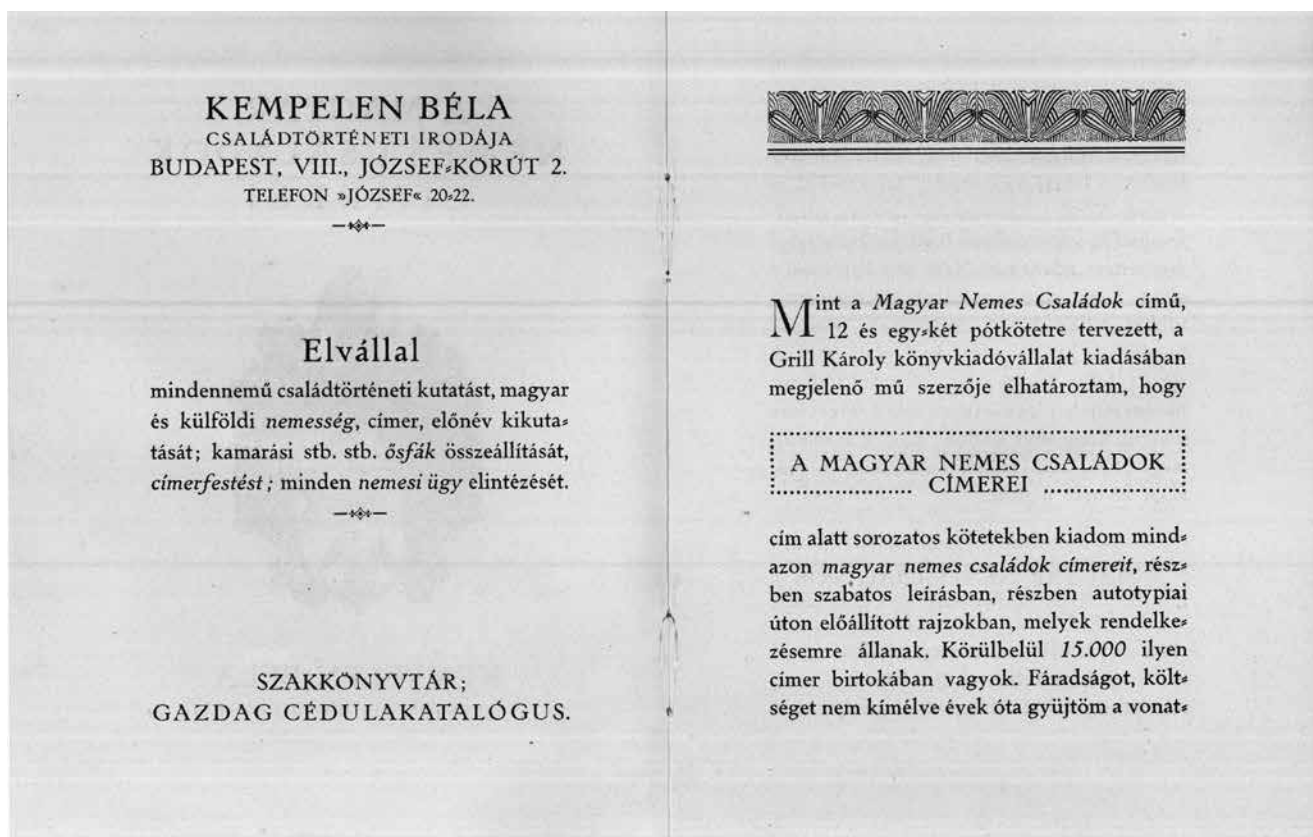 KEMPELEN BÉLA
CSALÁDTÖRTÉNETI IRODÁJA
BUDAPEST, VIII., JÓZSEF-KÖRÚT 2.
TELEFON »JÓZSEF« 20-22.
Elvállal
mindennemű családtörténeti kutatást, magyar
és külföldi nemesség, címer, előnév kikuta-
tását; kamarási stb. stb. ősfák összeállítását,
címerfestést; minden nemesi ügy elintézését.
SZAKKÖNYVTÁR;
GAZDAG CÉDULAKATALÓGUS.
Mint a Magyar Nemes Családok című,
12 és egy-két pótkötetre tervezett, a
Grill Károly könyvkiadóvállalat kiadásában
megjelenő mű szerzője elhatároztam, hogy
A MAGYAR NEMES CSALÁDOK
CÍMEREI
cím alatt sorozatos kötetekben kiadom mind-
azon magyar nemes családok címereit, rész-
ben szabatos leírásban, részben autotypiai
úton előállított rajzokban, melyek rendelke-
zésemre állanak. Körülbelül 15.000 ilyen
címer birtokában vagyok. Fáradságot, költ-
séget nem kímélve évek óta gyüjtöm a vonat-